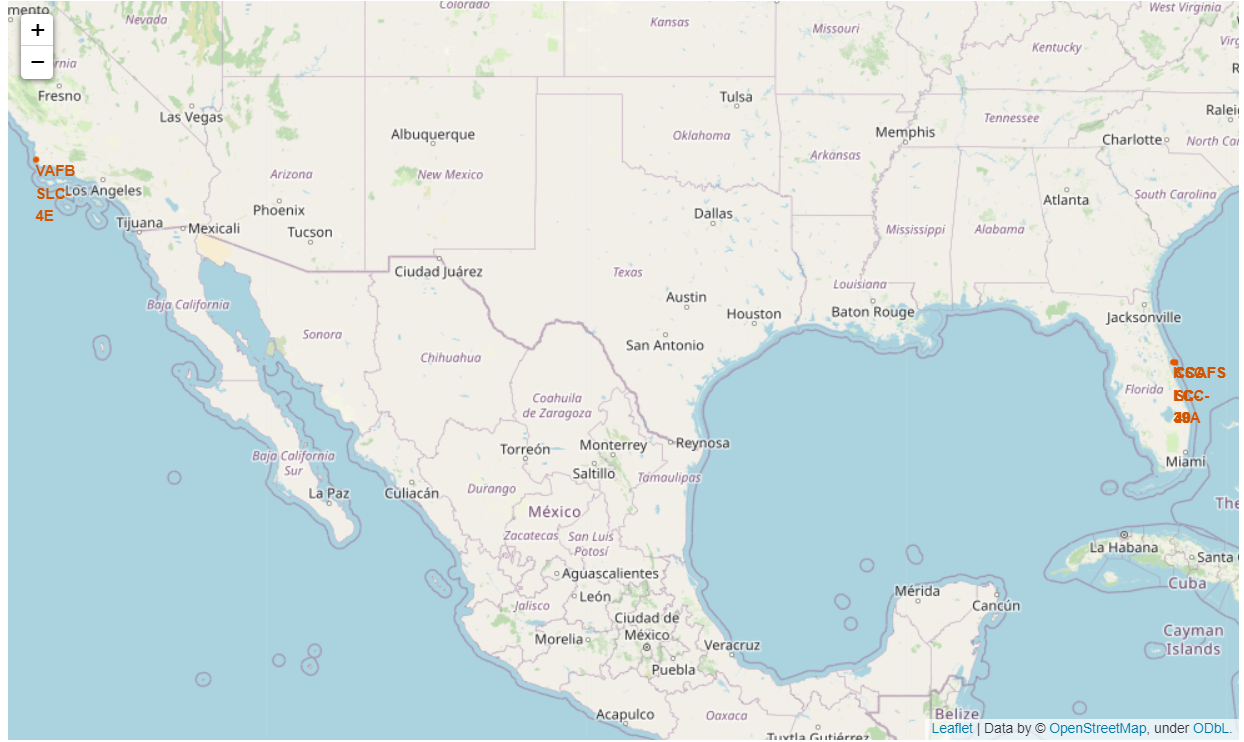 mento
Nevada
Colorado
Kansas
Missouri
West Virginia
Kentucky
+
−
rnia
Fresno
Las Vegas
Tulsa
Albuquerque
Oklahoma
Tennessee
Memphis
Charlotte
Raleig
North Car
Arkansas
VAFB
SLC-
4E
Los Angeles
Arizona
New Mexico
South Carolina
Atlanta
Phoenix
Dallas
Tijuana
Mexicali
Tucson
Mississippi
Alabama
Ciudad Juárez
Texas
Louisiana
Baja California
Austin
Houston
Baton Rouge
Jacksonville
Sonora
San Antonio
Chihuahua
Florida
Coahuila
de Zaragoza
Torreón
Monterrey
Reynosa
Baja California
Sur
Saltillo
Tamaulipas
Miami
La Paz
Culiacán
Durango
México
The
Zacatecas
San Luis
Potosí
La Habana
Santa C
Aguascalientes
Cuba
León
Mérida
Cancún
Jalisco
Ciudad de
México
Morelia
Veracruz
Cayman
Islands
Puebla
Acapulco
Oaxaca
Belize
Tuxtla Gutiérrez
Leaflet | Data by © OpenStreetMap, under ODbL.